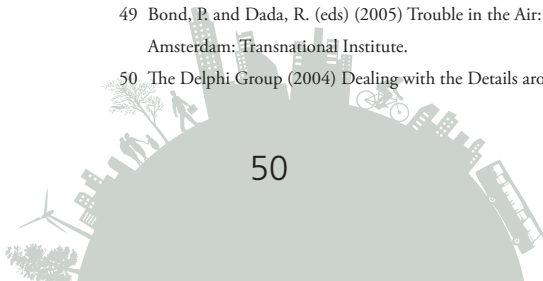 49 Bond, P. and Dada, R. (eds) (2005) Trouble in the Air:
Amsterdam: Transnational Institute.
50 The Delphi Group (2004) Dealing with the Details aro
50